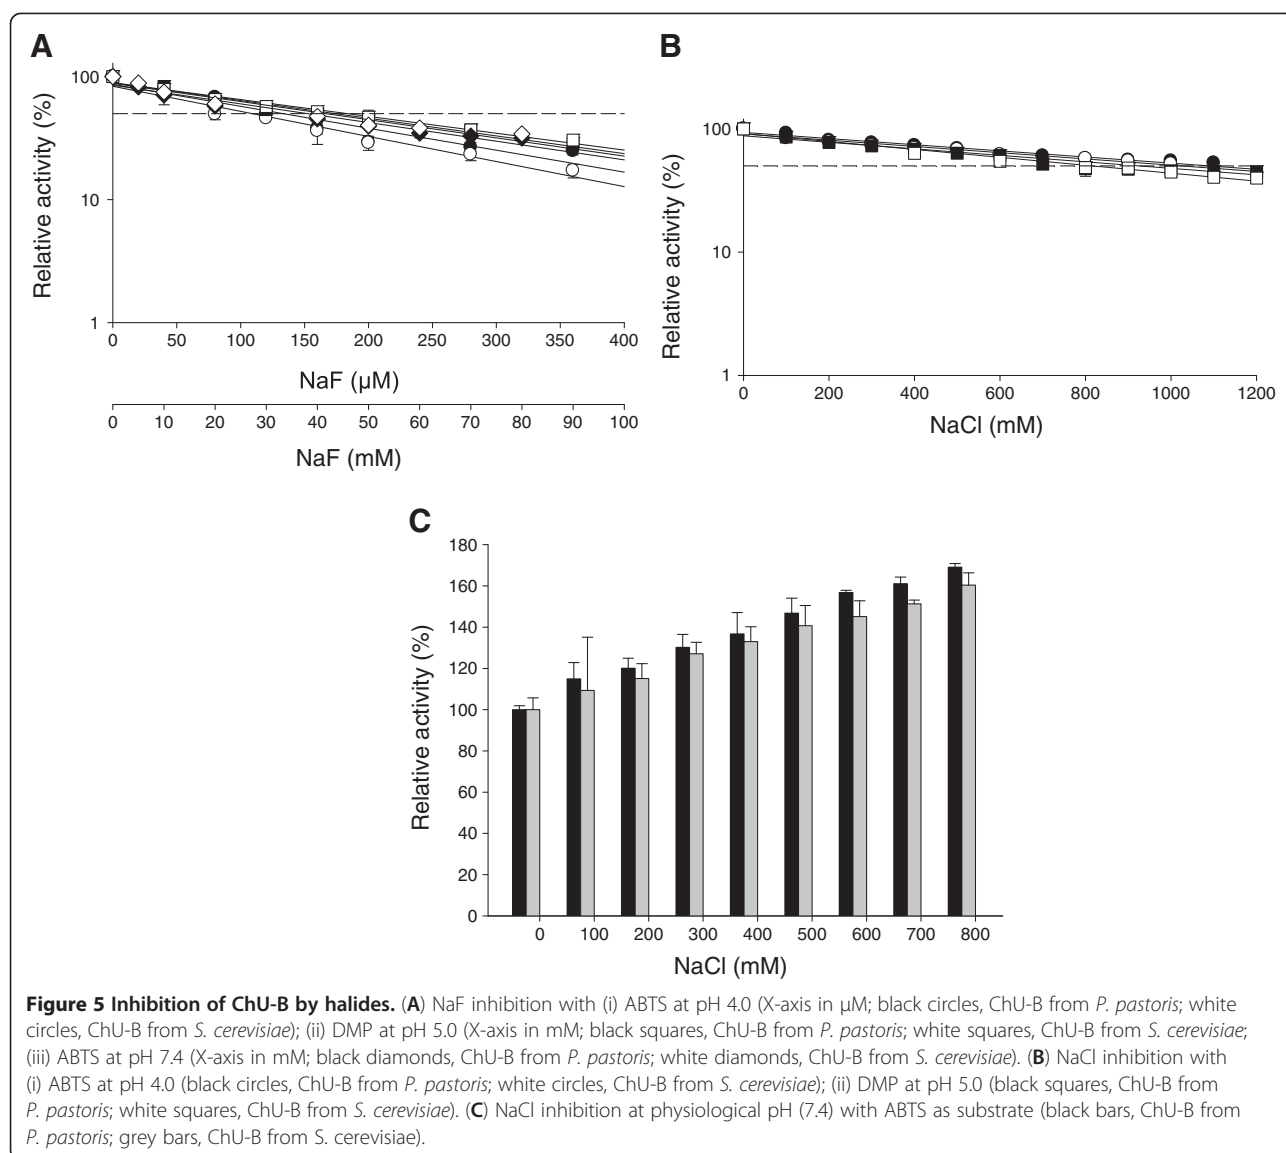 A
B
Relative activity (%)
100
10
1
0 50 100 150 200 250 300 350 400
NaF (µM)
0 10 20 30 40 50 60 70 80 90 100
NaF (mM)
Relative activity (%)
100
10
1
0 200 400 600 800 1000 1200
NaCl (mM)
C
Relative activity (%)
180
160
140
120
100
80
60
40
20
0
0 100 200 300 400 500 600 700 800
NaCl (mM)
Figure 5 Inhibition of ChU-B by halides. (A) NaF inhibition with (i) ABTS at pH 4.0 (X-axis in µM; black circles, ChU-B from P. pastoris; white
circles, ChU-B from S. cerevisiae); (ii) DMP at pH 5.0 (X-axis in mM; black squares, ChU-B from P. pastoris; white squares, ChU-B from S. cerevisiae;
(iii) ABTS at pH 7.4 (X-axis in mM; black diamonds, ChU-B from P. pastoris; white diamonds, ChU-B from S. cerevisiae). (B) NaCl inhibition with
(i) ABTS at pH 4.0 (black circles, ChU-B from P. pastoris; white circles, ChU-B from S. cerevisiae); (ii) DMP at pH 5.0 (black squares, ChU-B from
P. pastoris; white squares, ChU-B from S. cerevisiae). (C) NaCl inhibition at physiological pH (7.4) with ABTS as substrate (black bars, ChU-B from
P. pastoris; grey bars, ChU-B from S. cerevisiae).